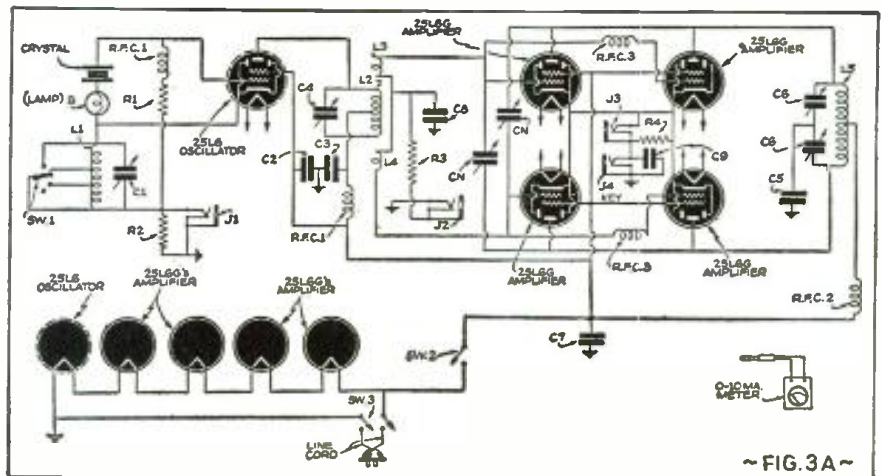 CRYSTAL
(LAMP) B
R.F.C.1
R1
L1
C1
SW.1
R2
J1
25L6
OSCILLATOR
C4
L2
C2
C3
L4
R.F.C.1
C8
R3
J2
25L6G
AMPLIFIER
R.F.C.3
CN
CN
J3
R4
J4
C9
KEY
25L6G
AMPLIFIER
25L6G
AMPLIFIER
R.F.C.3
25L6G
AMPLIFIER
C6
C6
C5
R.F.C.2
25L6
OSCILLATOR
25L6G'S
AMPLIFIER
25L6G'S
AMPLIFIER
SW.2
C7
SW.3
LINE
CORD
0-10 MA.
METER
~FIG. 3A~